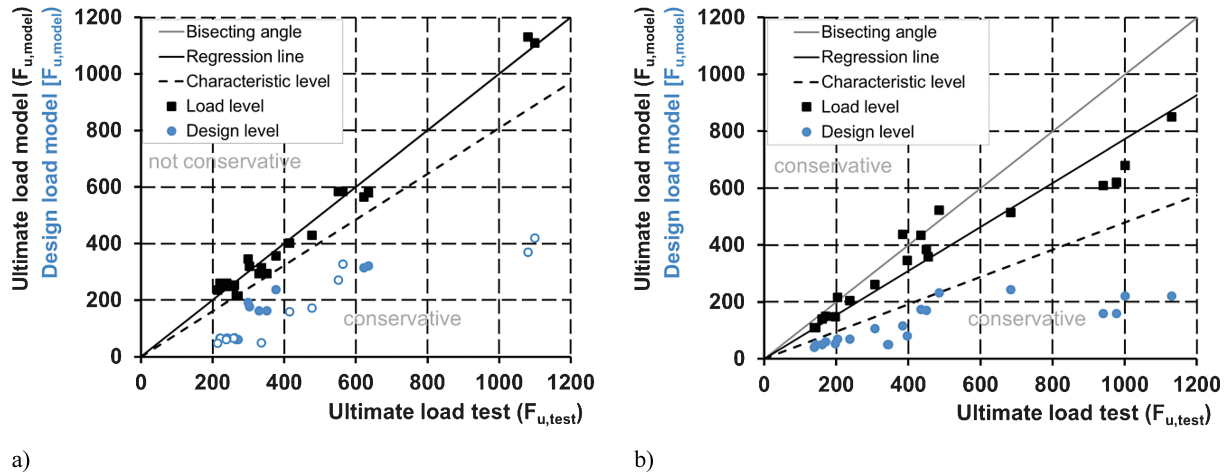 Ultimate load model (Fu,model)
Design load model [Fu,model)
1200
1000
800
600
400
200
0
Bisecting angle
Regression line
Characteristic level
Load level
Design level
not conservative
conservative
0 200 400 600 800 1000 1200
Ultimate load test (Fu,test)
a)
Ultimate load model (Fu,model)
Design load model [Fu,model)
1200
1000
800
600
400
200
0
Bisecting angle
Regression line
Characteristic level
Load level
Design level
conservative
conservative
0 200 400 600 800 1000 1200
Ultimate load test (Fu,test)
b)